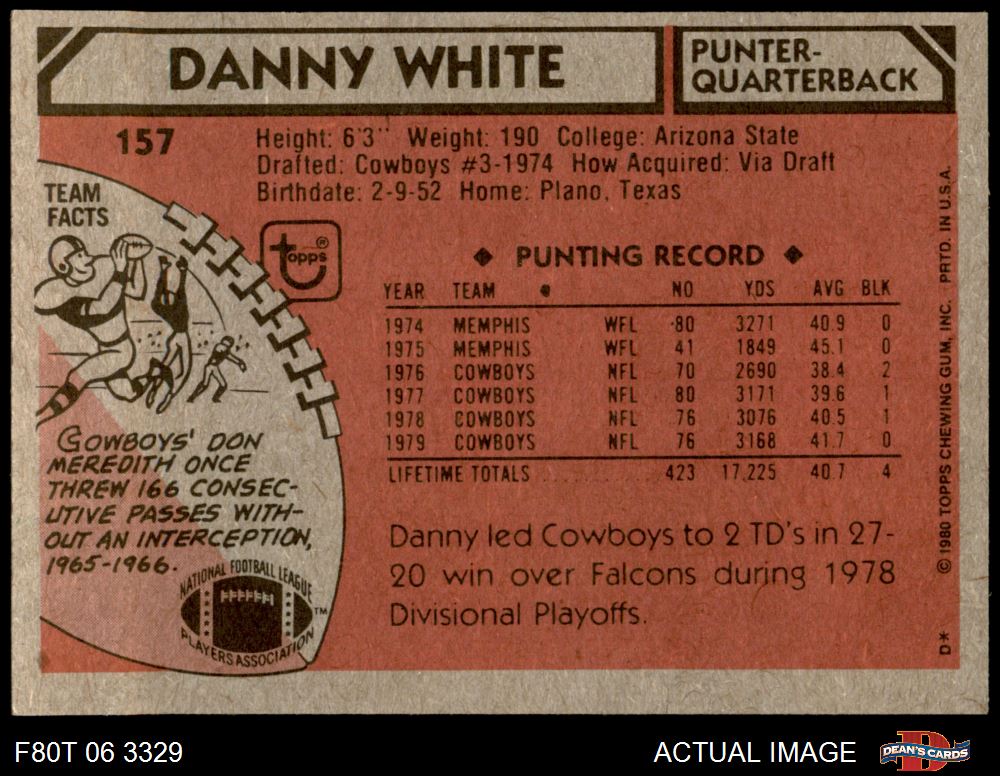 DANNY WHITE
PUNTER-
QUARTERBACK
157
Height: 6'3" Weight: 190 College: Arizona State
Drafted: Cowboys #3-1974 How Acquired: Via Draft
Birthdate: 2-9-52 Home: Plano, Texas
TEAM
FACTS
topps ®
COWBOYS' DON
MEREDITH ONCE
THREW 166 CONSEC-
UTIVE PASSES WITH-
OUT AN INTERCEPTION,
1965-1966.
NATIONAL FOOTBALL LEAGUE
PLAYERS ASSOCIATION ™
◆ PUNTING RECORD ◆
YEAR TEAM NO YDS AVG BLK
1974 MEMPHIS WFL 80 3271 40.9 0
1975 MEMPHIS WFL 41 1849 45.1 0
1976 COWBOYS NFL 70 2690 38.4 2
1977 COWBOYS NFL 80 3171 39.6 1
1978 COWBOYS NFL 76 3076 40.5 1
1979 COWBOYS NFL 76 3168 41.7 0
LIFETIME TOTALS .......... 423 17,225 40.7 4
Danny led Cowboys to 2 TD's in 27-
20 win over Falcons during 1978
Divisional Playoffs.
D* © 1980 TOPPS CHEWING GUM, INC. PRTD. IN U.S.A.
F80T 06 3329
ACTUAL IMAGE
DEAN'S CARDS